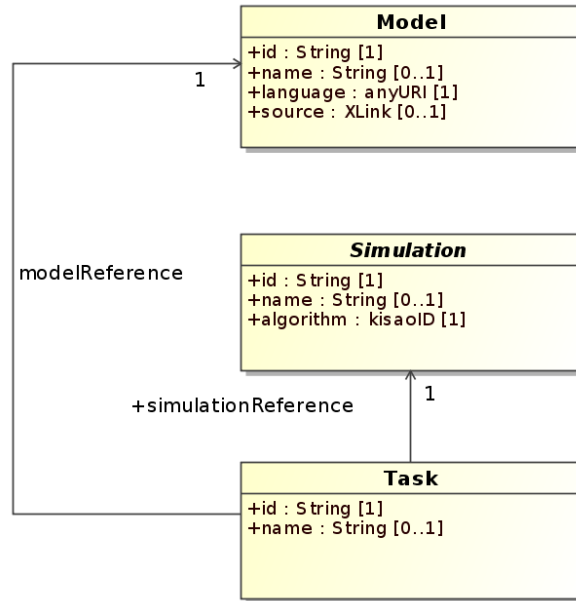 Model
+id : String [1]
+name : String [0..1]
+language : anyURI [1]
+source : XLink [0..1]
1
modelReference
Simulation
+id : String [1]
+name : String [0..1]
+algorithm : kisaoID [1]
1
+simulationReference
Task
+id : String [1]
+name : String [0..1]